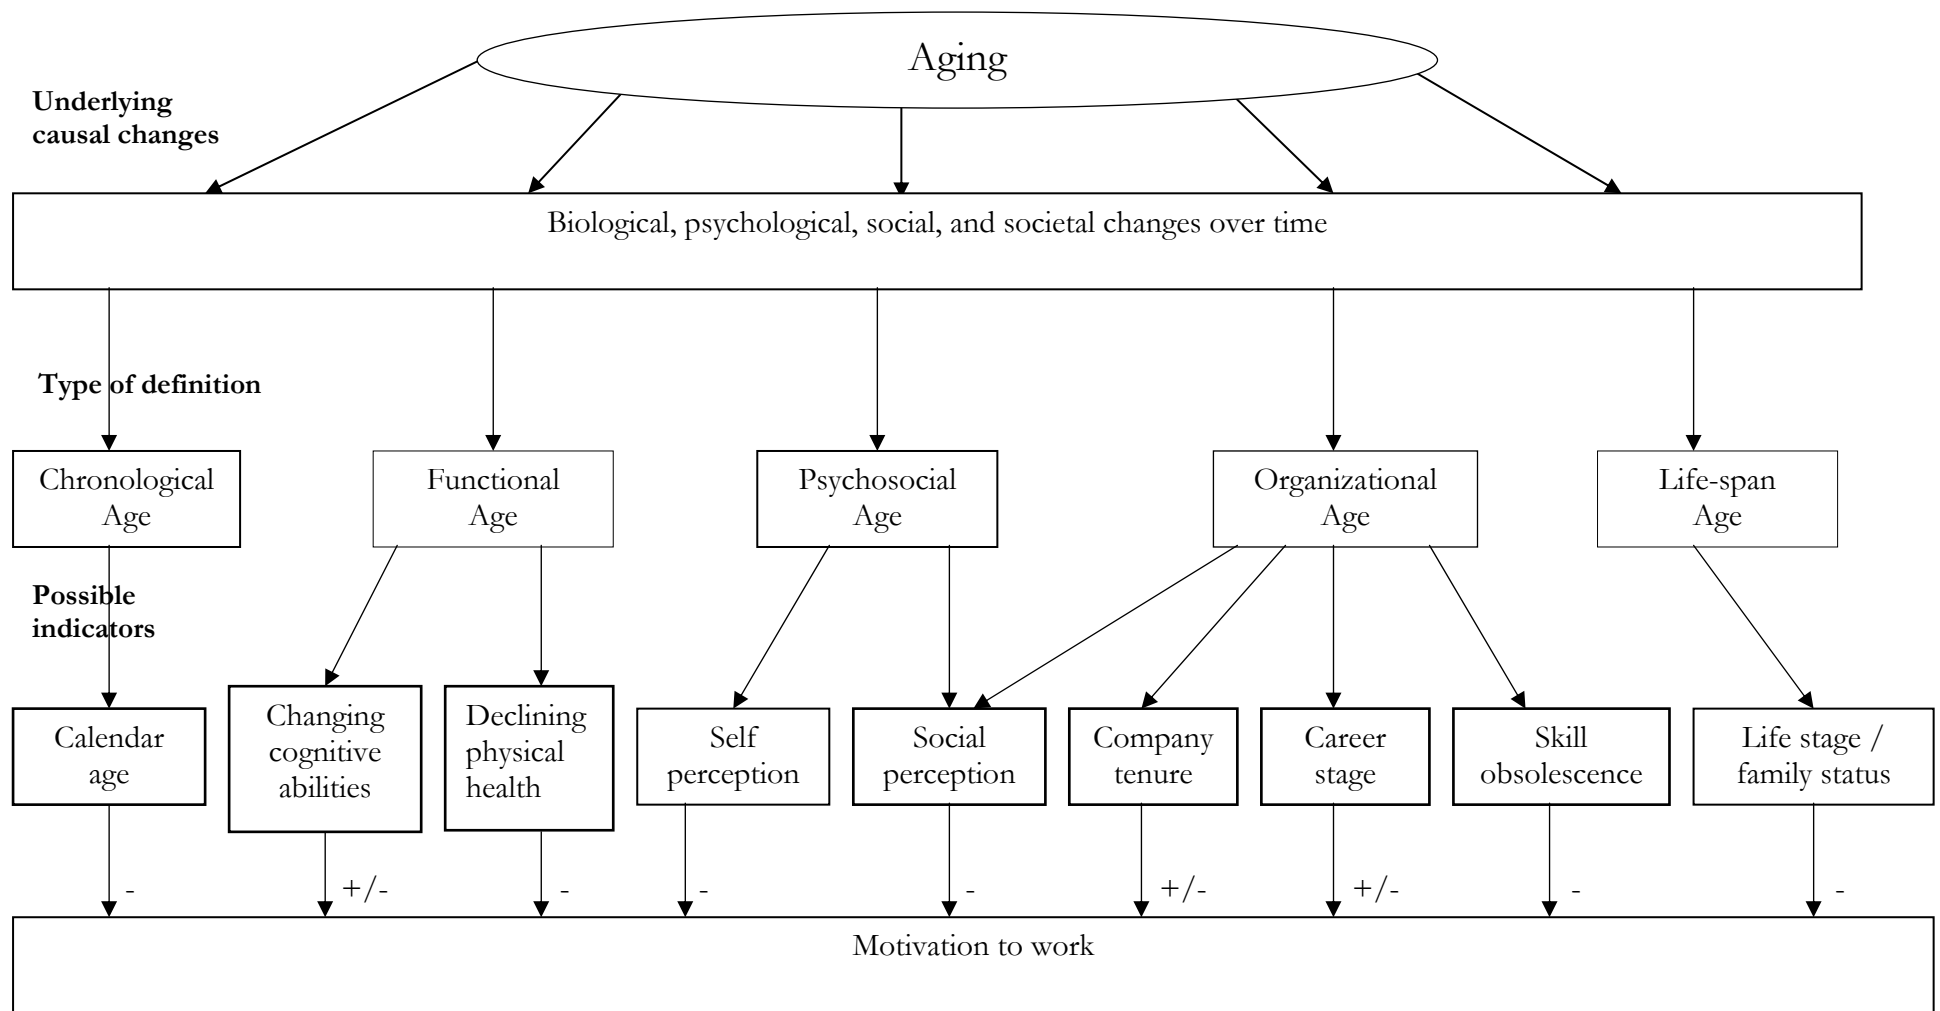 Aging
Underlying
causal changes
Biological, psychological, social, and societal changes over time
Type of definition
Chronological
Age
Functional
Age
Psychosocial
Age
Organizational
Age
Life-span
Age
Possible
indicators
Calendar
age
Changing
cognitive
abilities
Declining
physical
health
Self
perception
Social
perception
Company
tenure
Career
stage
Skill
obsolescence
Life stage /
family status
-
+/-
-
-
-
+/-
+/-
-
-
Motivation to work